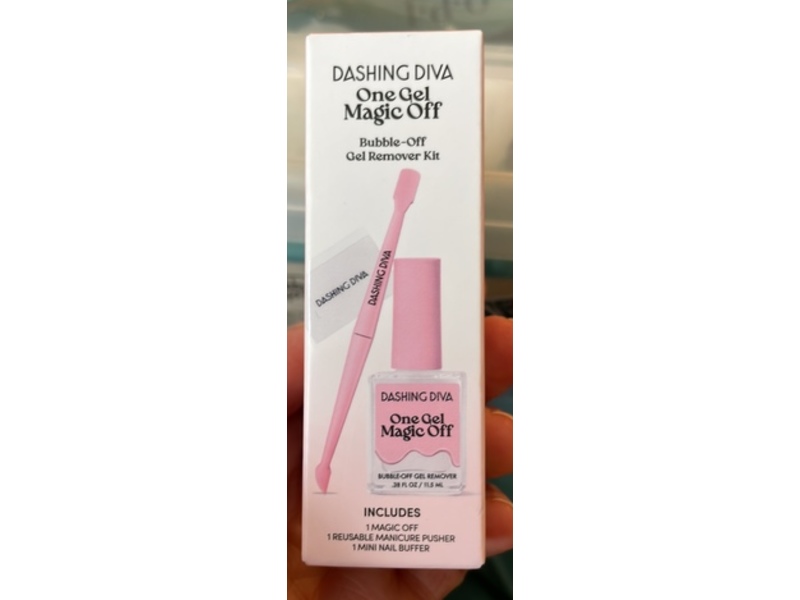 DASHING DIVA
One Gel
Magic Off
Bubble-Off
Gel Remover Kit
DASHING DIVA
DASHING DIVA
DASHING DIVA
One Gel
Magic Off
BUBBLE-OFF GEL REMOVER
.38 FL OZ / 11.5 ML
INCLUDES
1 MAGIC OFF
1 REUSABLE MANICURE PUSHER
1 MINI NAIL BUFFER